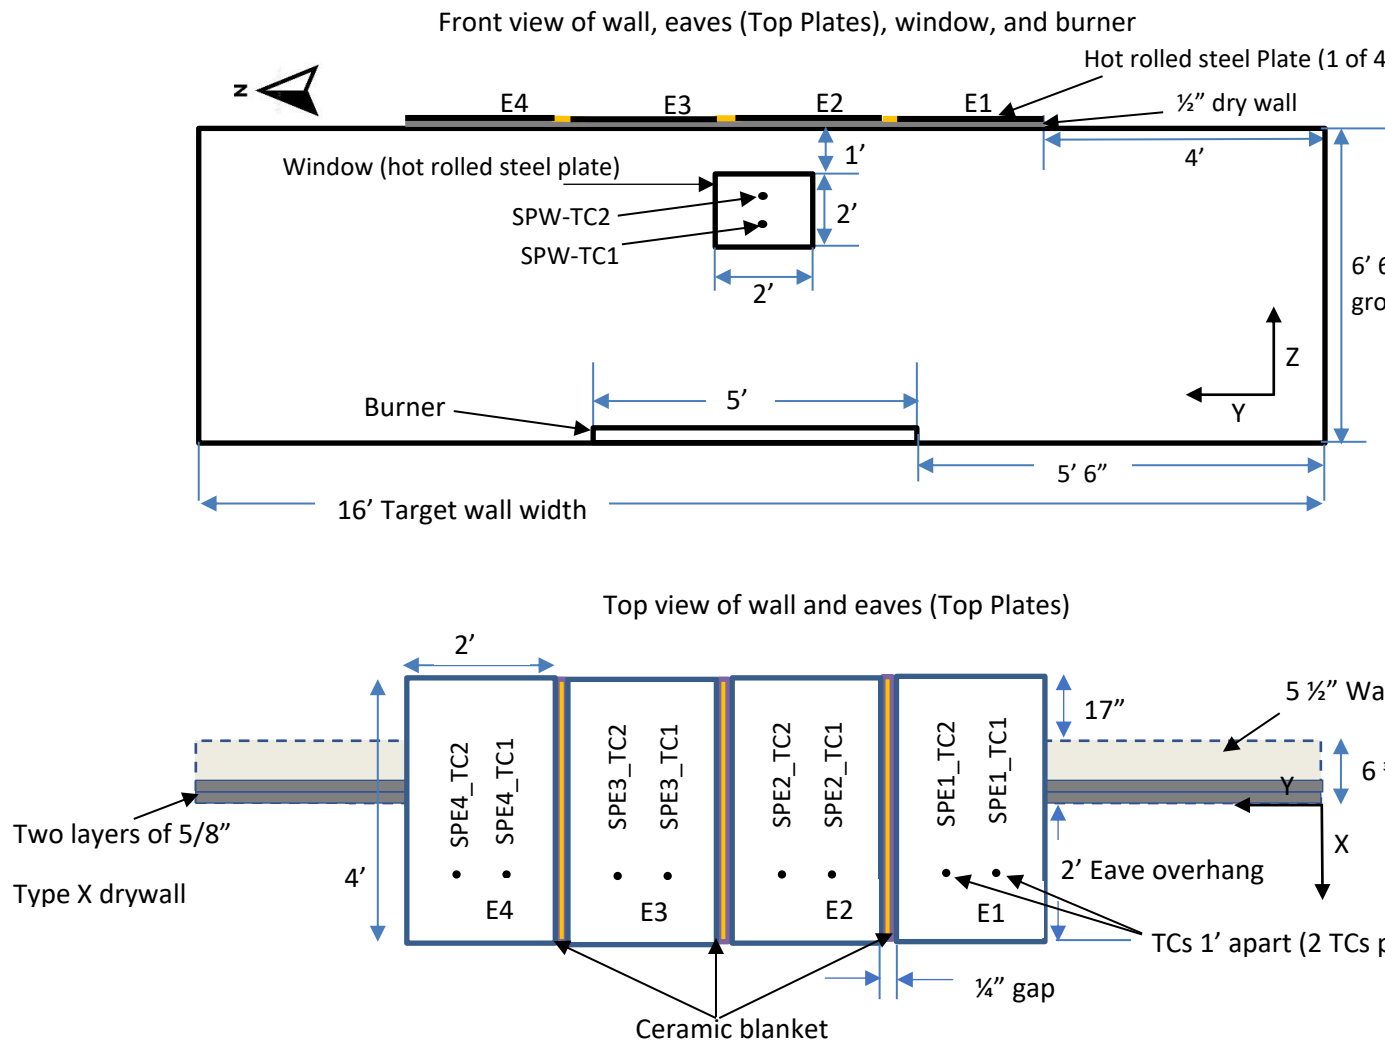 Front view of wall, eaves (Top Plates), window, and burner
Hot rolled steel Plate (1 of 4
N
E4
E3
E2
E1
½” dry wall
1’
4’
Window (hot rolled steel plate)
SPW-TC2
2’
SPW-TC1
2’
6’ 6
gro
Z
Y
5’
Burner
5’ 6”
16’ Target wall width
Top view of wall and eaves (Top Plates)
2’
17”
5 ½” Wa
SPE4_TC2
SPE4_TC1
SPE3_TC2
SPE3_TC1
SPE2_TC2
SPE2_TC1
SPE1_TC2
SPE1_TC1
6
Y
X
Two layers of 5/8”
Type X drywall
4’
2’ Eave overhang
E4
E3
E2
E1
TCs 1’ apart (2 TCs p
¼” gap
Ceramic blanket